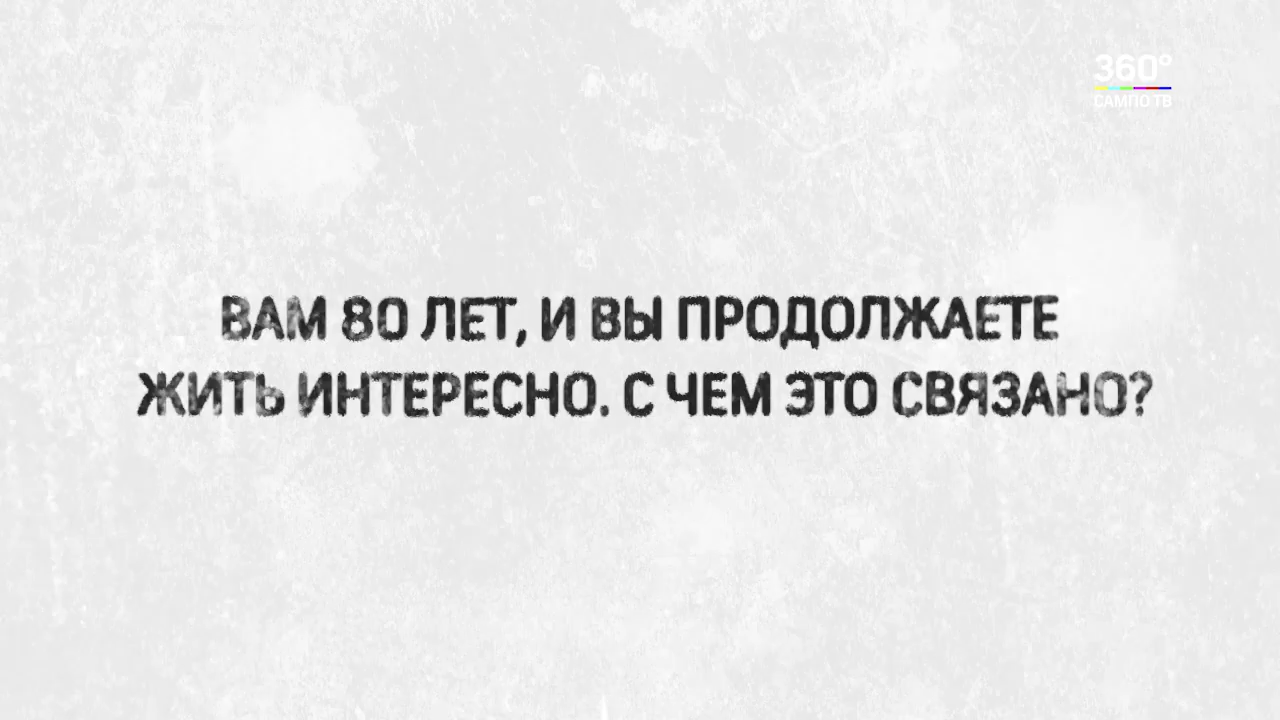 360°
САМПО ТВ
ВАМ 80 ЛЕТ, И ВЫ ПРОДОЛЖАЕТЕ
ЖИТЬ ИНТЕРЕСНО. С ЧЕМ ЭТО СВЯЗАНО?